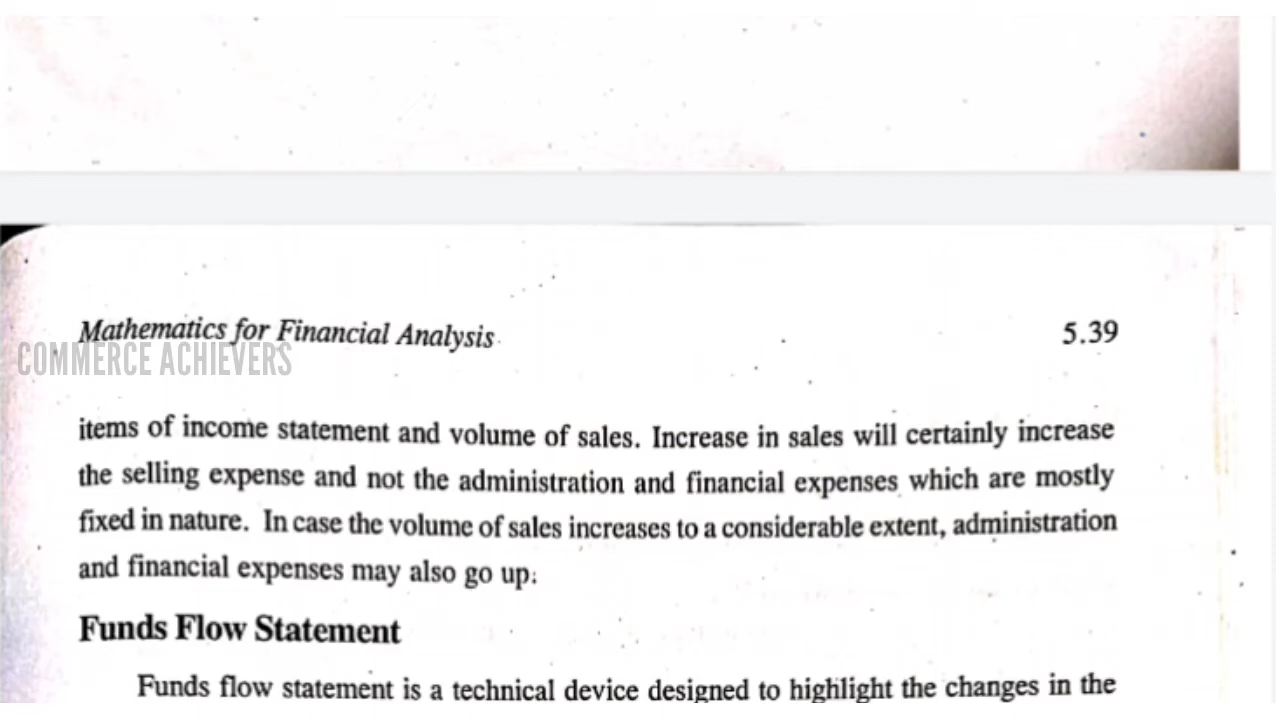 Mathematics for Financial Analysis
5.39
COMMERCE ACHIEVERS
items of income statement and volume of sales. Increase in sales will certainly increase
the selling expense and not the administration and financial expenses which are mostly
fixed in nature. In case the volume of sales increases to a considerable extent, administration
and financial expenses may also go up.
Funds Flow Statement
Funds flow statement is a technical device designed to highlight the changes in the